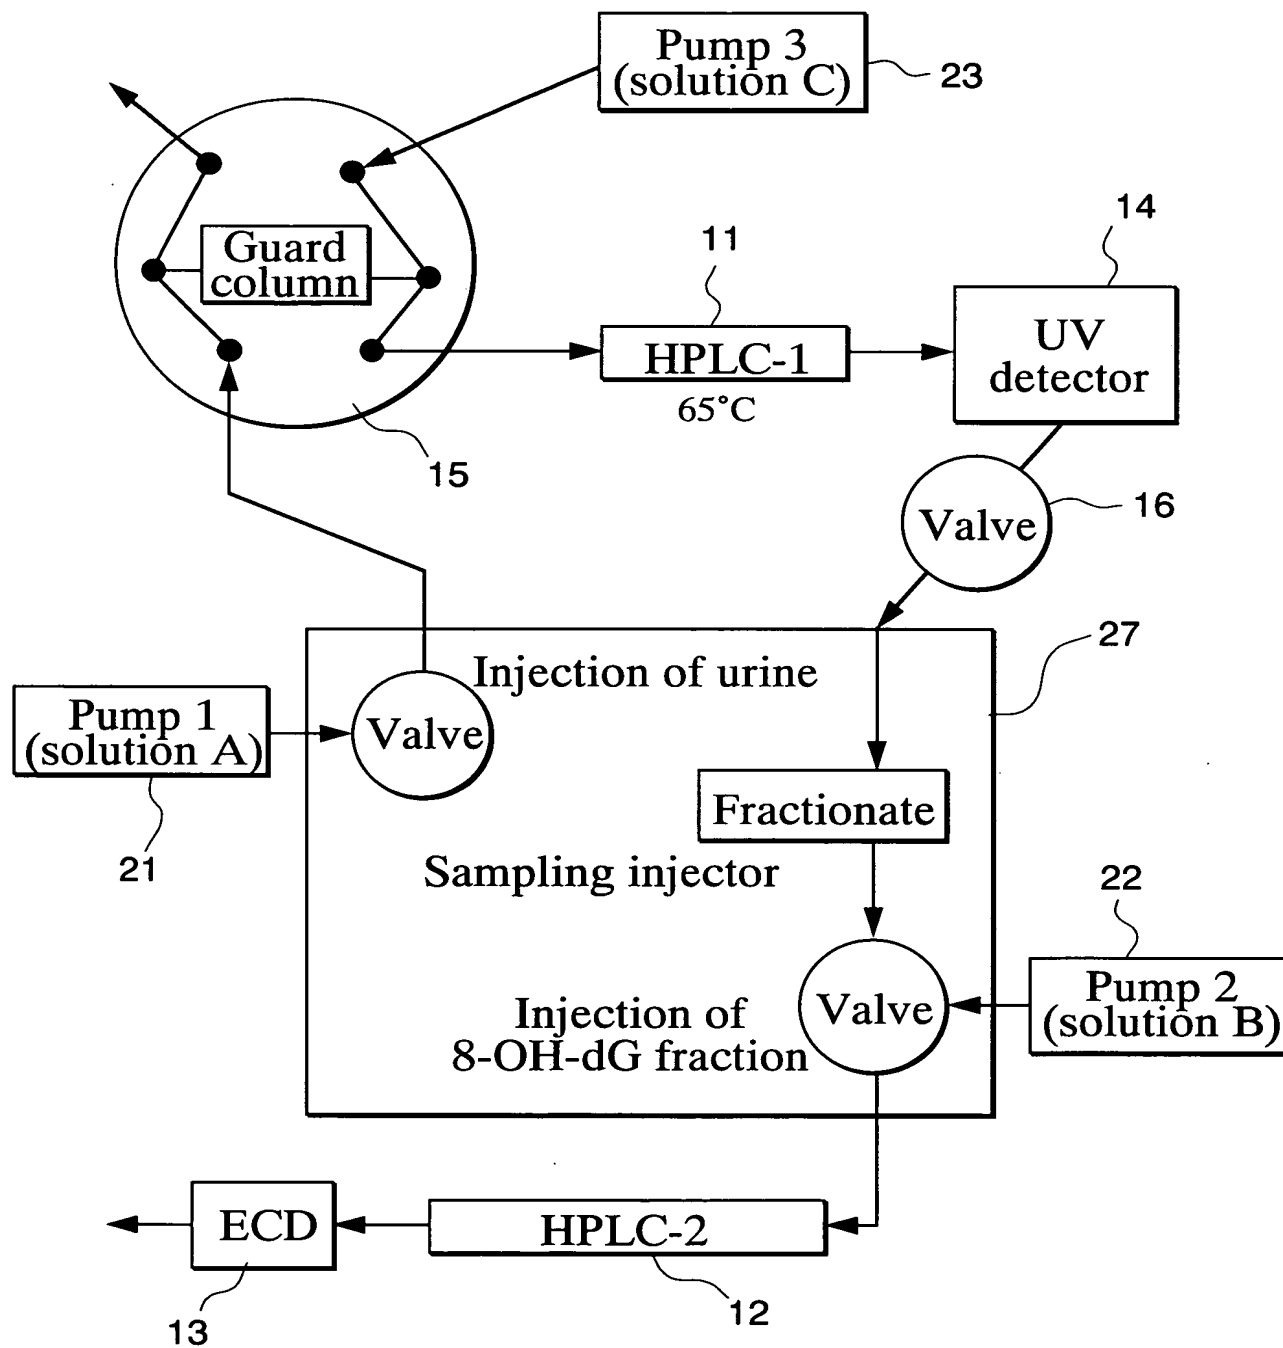 Pump 3
(solution C)
23
Guard
column
11
14
HPLC-1
65°C
UV
detector
15
Valve
16
27
Injection of urine
Pump 1
(solution A)
Valve
21
Fractionate
Sampling injector
22
Injection of
8-OH-dG fraction
Valve
Pump 2
(solution B)
ECD
HPLC-2
13
12